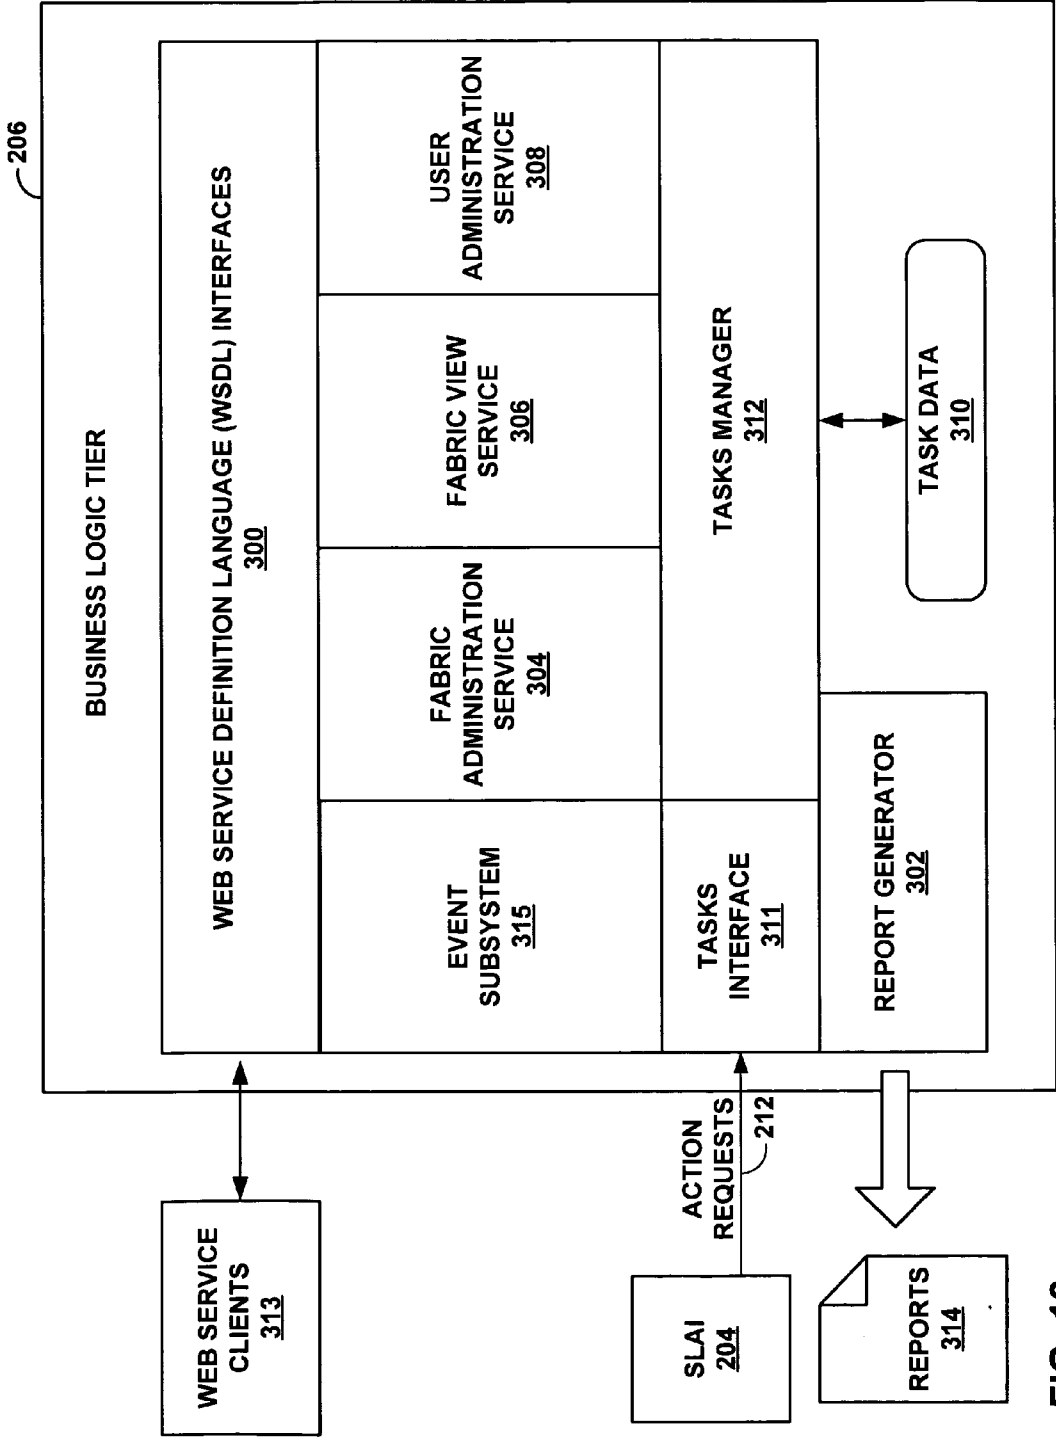 206
BUSINESS LOGIC TIER
WEB SERVICE
CLIENTS
313
WEB SERVICE DEFINITION LANGUAGE (WSDL) INTERFACES
300
EVENT
SUBSYSTEM
315
FABRIC
ADMINISTRATION
SERVICE
304
FABRIC VIEW
SERVICE
306
USER
ADMINISTRATION
SERVICE
308
SLAI
204
ACTION
REQUESTS
212
TASKS
INTERFACE
311
TASKS MANAGER
312
REPORTS
314
REPORT GENERATOR
302
TASK DATA
310
FIG.